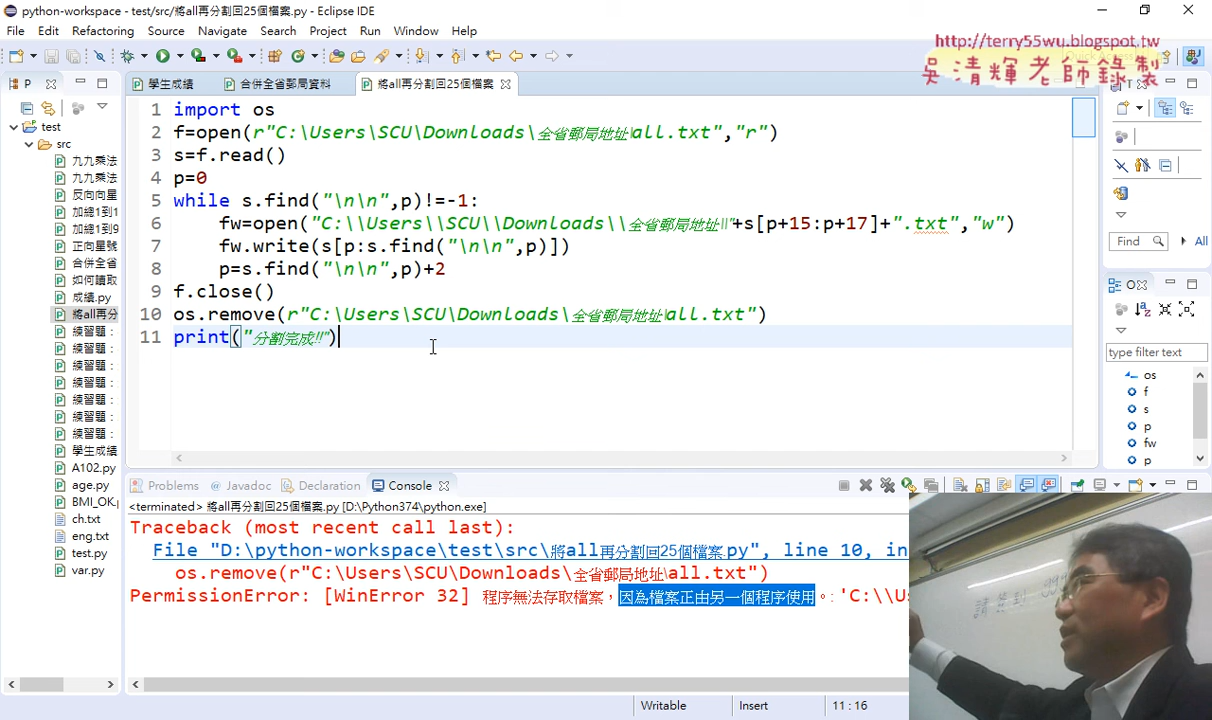 python-workspace - test/src/將all再分割回25個檔案.py - Eclipse IDE
File Edit Refactoring Source Navigate Search Project Run Window Help
http://terry55wu.blogspot.tw
吳清輝老師錄製
P
學生成績
合併全省郵局資料
將all再分割回25個檔案
test
src
九九乘法
九九乘法
反向向星
加總1到1
加總1到9
正向星號
合併全省
如何讀取
成績.py
將all再分
練習題：
練習題：
練習題：
練習題：
練習題：
練習題：
練習題：
學生成績
A102.py
age.py
BMI_OK.
ch.txt
eng.txt
test.py
var.py
1 import os
2 f=open(r"C:\Users\SCU\Downloads\全省郵局地址\all.txt","r")
3 s=f.read()
4 p=0
5 while s.find("\n\n",p)!=-1:
6 fw=open("C:\\Users\\SCU\\Downloads\\全省郵局地址\\"+s[p+15:p+17]+".txt","w")
7 fw.write(s[p:s.find("\n\n",p)])
8 p=s.find("\n\n",p)+2
9 f.close()
10 os.remove(r"C:\Users\SCU\Downloads\全省郵局地址\all.txt")
11 print("分割完成!!")
Find
All
type filter text
os
f
s
p
fw
p
Problems
Javadoc
Declaration
Console
<terminated> 將all再分割回25個檔案.py [D:\Python374\python.exe]
Traceback (most recent call last):
File "D:\python-workspace\test\src\將all再分割回25個檔案.py", line 10, in
os.remove(r"C:\Users\SCU\Downloads\全省郵局地址\all.txt")
PermissionError: [WinError 32] 程序無法存取檔案，因為檔案正由另一個程序使用。: 'C:\\Us
Writable
Insert
11 : 16